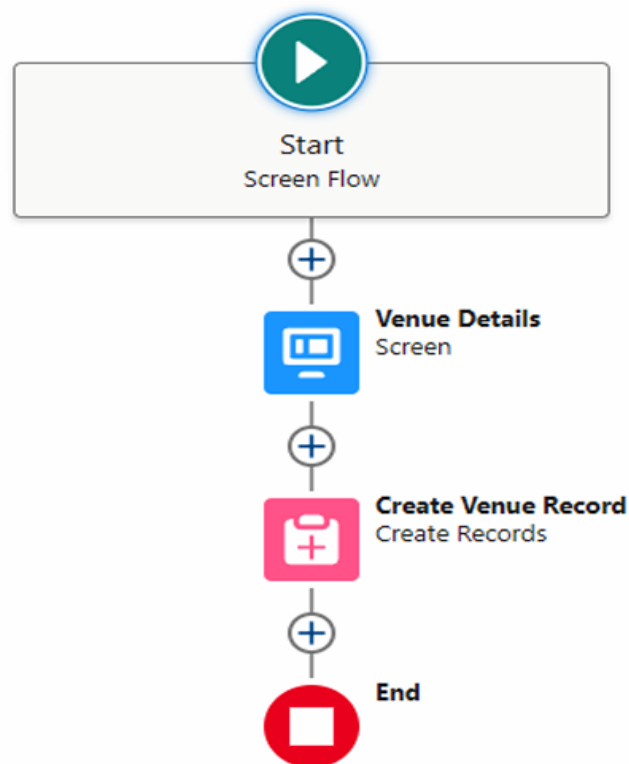 Start
Screen Flow
Venue Details
Screen
Create Venue Record
Create Records
End